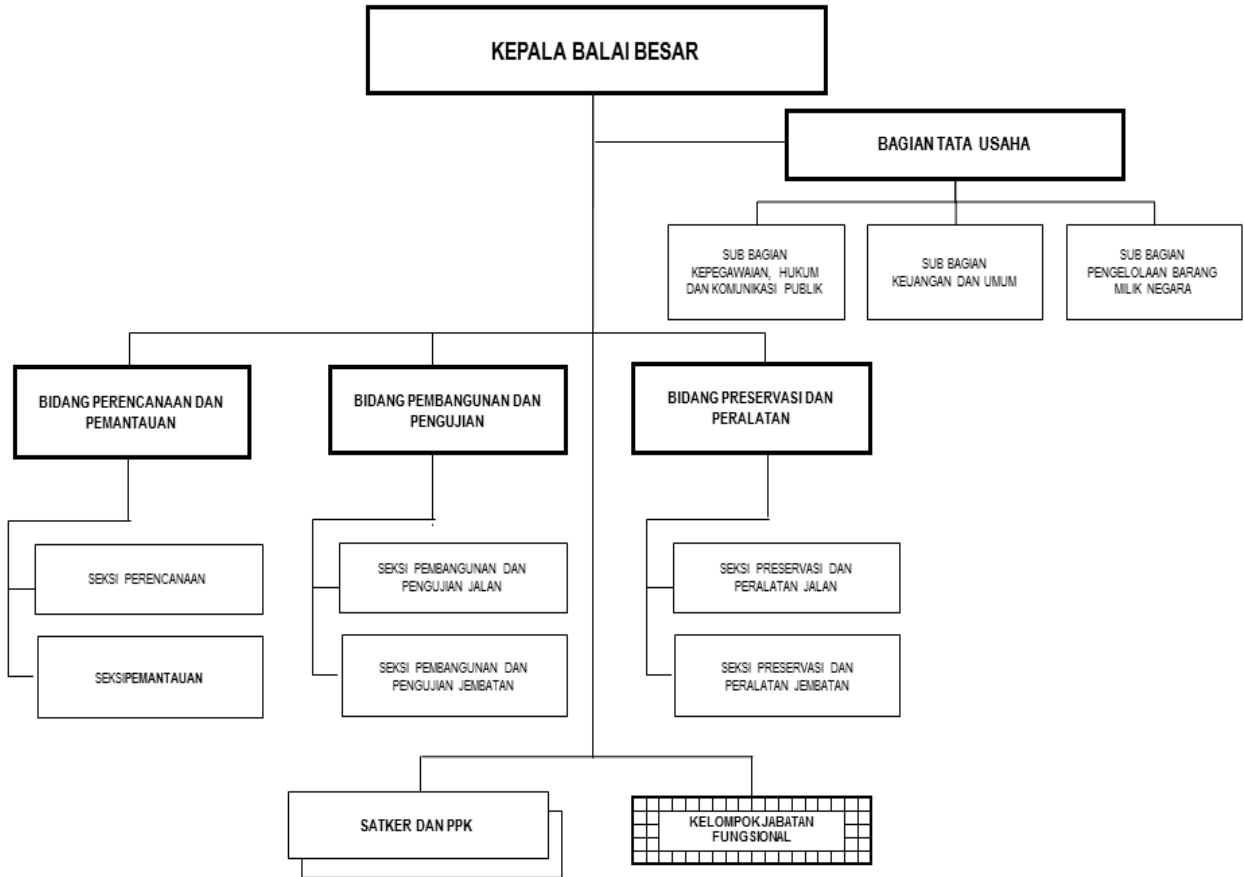 KEPALA BALAI BESAR
BAGIAN TATA USAHA
SUB BAGIAN
KEPEGAWAIAN, HUKUM
DAN KOMUNIKASI PUBLIK
SUB BAGIAN
KEUANGAN DAN UMUM
SUB BAGIAN
PENGELOLAAN BARANG
MILIK NEGARA
BIDANG PERENCANAAN DAN
PEMANTAUAN
BIDANG PEMBANGUNAN DAN
PENGUJIAN
BIDANG PRESERVASI DAN
PERALATAN
SEKSI PERENCANAAN
SEKSI PEMBANGUNAN DAN
PENGUJIAN JALAN
SEKSI PRESERVASI DAN
PERALATAN JALAN
SEKSIPEMANTAUAN
SEKSI PEMBANGUNAN DAN
PENGUJIAN JEMBATAN
SEKSI PRESERVASI DAN
PERALATAN JEMBATAN
SATKER DAN PPK
KELOMPOK JABATAN
FUNGSIONAL